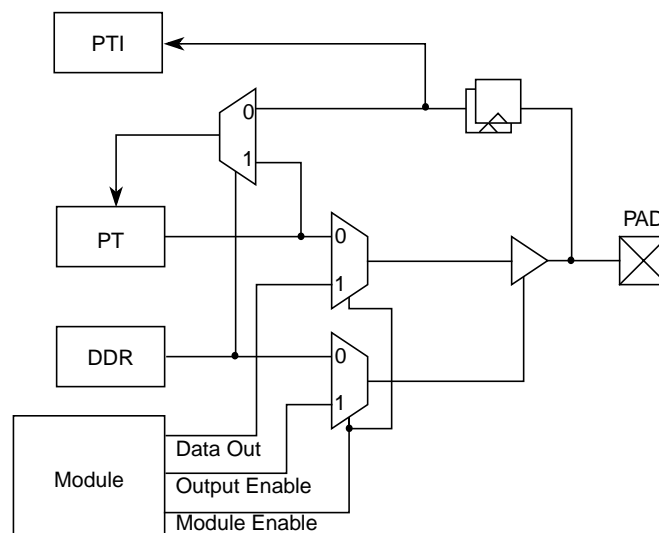 PTI
0
1
PT
0
PAD
1
DDR
0
1
Data Out
Module
Output Enable
Module Enable